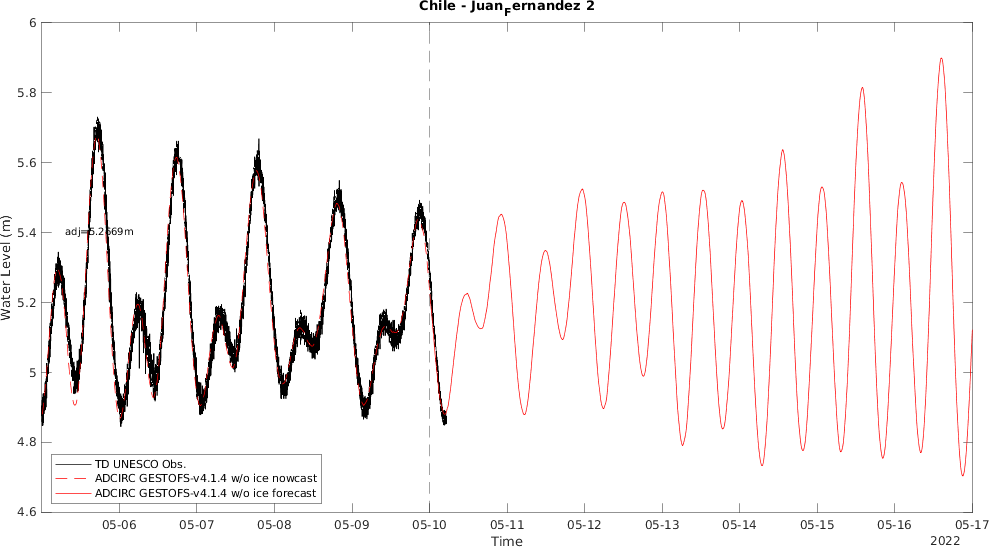 Chile - Juan_Fernandez 2
6
5.8
5.6
5.4
5.2
5
4.8
4.6
Water Level (m)
adj=5.2669m
TD UNESCO Obs.
ADCIRC GESTOFS-v4.1.4 w/o ice nowcast
ADCIRC GESTOFS-v4.1.4 w/o ice forecast
05-06 05-07 05-08 05-09 05-10 05-11 05-12 05-13 05-14 05-15 05-16 05-17
Time
2022